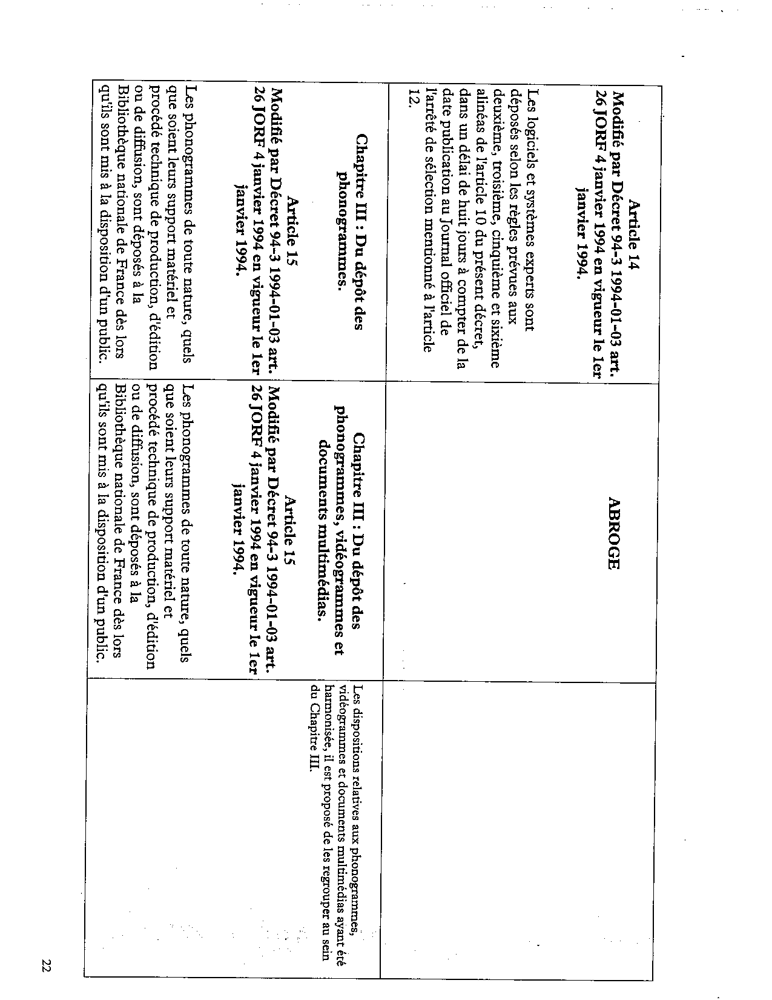 Article 14
Modifié par Décret 94-3 1994-01-03 art.
26 JORF 4 janvier 1994 en vigueur le 1er
janvier 1994.
Les logiciels et systèmes experts sont
déposés selon les règles prévues aux
deuxième, troisième, cinquième et sixième
alinéas de l'article 10 du présent décret,
dans un délai de huit jours à compter de la
date publication au Journal officiel de
l'arrêté de sélection mentionné à l'article
12.
ABROGE
Chapitre III : Du dépôt des
phonogrammes.
Article 15
Modifié par Décret 94-3 1994-01-03 art.
26 JORF 4 janvier 1994 en vigueur le 1er
janvier 1994.
Les phonogrammes de toute nature, quels
que soient leurs support matériel et
procédé technique de production, d'édition
ou de diffusion, sont déposés à la
Bibliothèque nationale de France dès lors
qu'ils sont mis à la disposition d'un public.
Chapitre III : Du dépôt des
phonogrammes, vidéogrammes et
documents multimédias.
Article 15
Modifié par Décret 94-3 1994-01-03 art.
26 JORF 4 janvier 1994 en vigueur le 1er
janvier 1994.
Les phonogrammes de toute nature, quels
que soient leurs support matériel et
procédé technique de production, d'édition
ou de diffusion, sont déposés à la
Bibliothèque nationale de France dès lors
qu'ils sont mis à la disposition d'un public.
Les dispositions relatives aux phonogrammes,
vidéogrammes et documents multimédias ayant été
harmonisée, il est proposé de les regrouper au sein
du Chapitre III.
22